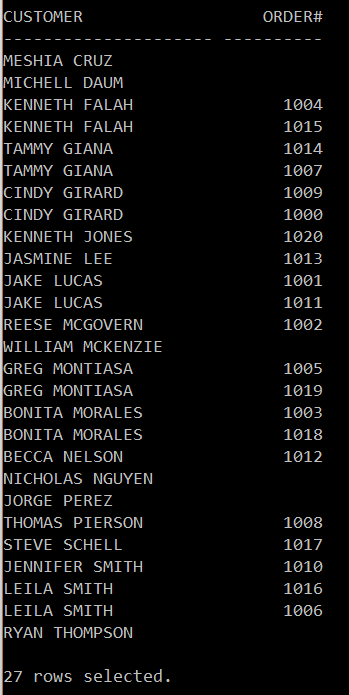 CUSTOMER                  ORDER#
--------------------- ----------
MESHIA CRUZ
MICHELL DAUM
KENNETH FALAH               1004
KENNETH FALAH               1015
TAMMY GIANA                 1014
TAMMY GIANA                 1007
CINDY GIRARD                1009
CINDY GIRARD                1000
KENNETH JONES               1020
JASMINE LEE                 1013
JAKE LUCAS                  1001
JAKE LUCAS                  1011
REESE MCGOVERN              1002
WILLIAM MCKENZIE
GREG MONTIASA               1005
GREG MONTIASA               1019
BONITA MORALES              1003
BONITA MORALES              1018
BECCA NELSON                1012
NICHOLAS NGUYEN
JORGE PEREZ
THOMAS PIERSON              1008
STEVE SCHELL                1017
JENNIFER SMITH              1010
LEILA SMITH                 1016
LEILA SMITH                 1006
RYAN THOMPSON

27 rows selected.